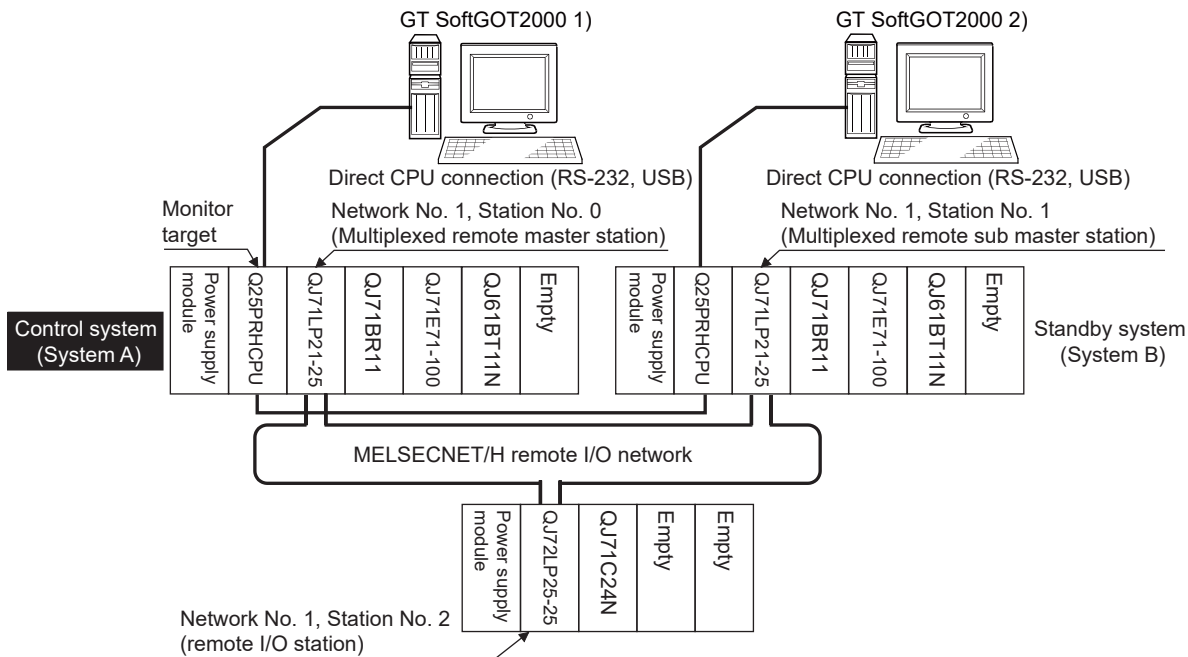 GT SoftGOT2000 1)
GT SoftGOT2000 2)
Direct CPU connection (RS-232, USB)
Direct CPU connection (RS-232, USB)
Monitor
target
Network No. 1, Station No. 0
(Multiplexed remote master station)
Network No. 1, Station No. 1
(Multiplexed remote sub master station)
Control system
(System A)
Power supply
module
Q25PRHCPU
QJ71LP21-25
QJ71BR11
QJ71E71-100
QJ61BT11N
Empty
Power supply
module
Q25PRHCPU
QJ71LP21-25
QJ71BR11
QJ71E71-100
QJ61BT11N
Empty
Standby system
(System B)
MELSECNET/H remote I/O network
Power supply
module
QJ72LP25-25
QJ71C24N
Empty
Empty
Network No. 1, Station No. 2
(remote I/O station)